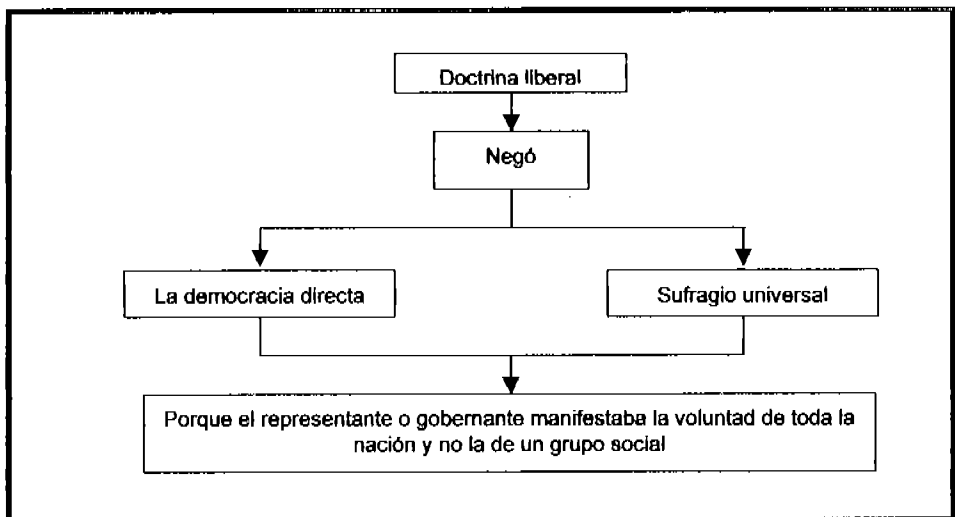 Doctrina liberal
Negó
La democracia directa
Sufragio universal
Porque el representante o gobernante manifestaba la voluntad de toda la
nación y no la de un grupo social